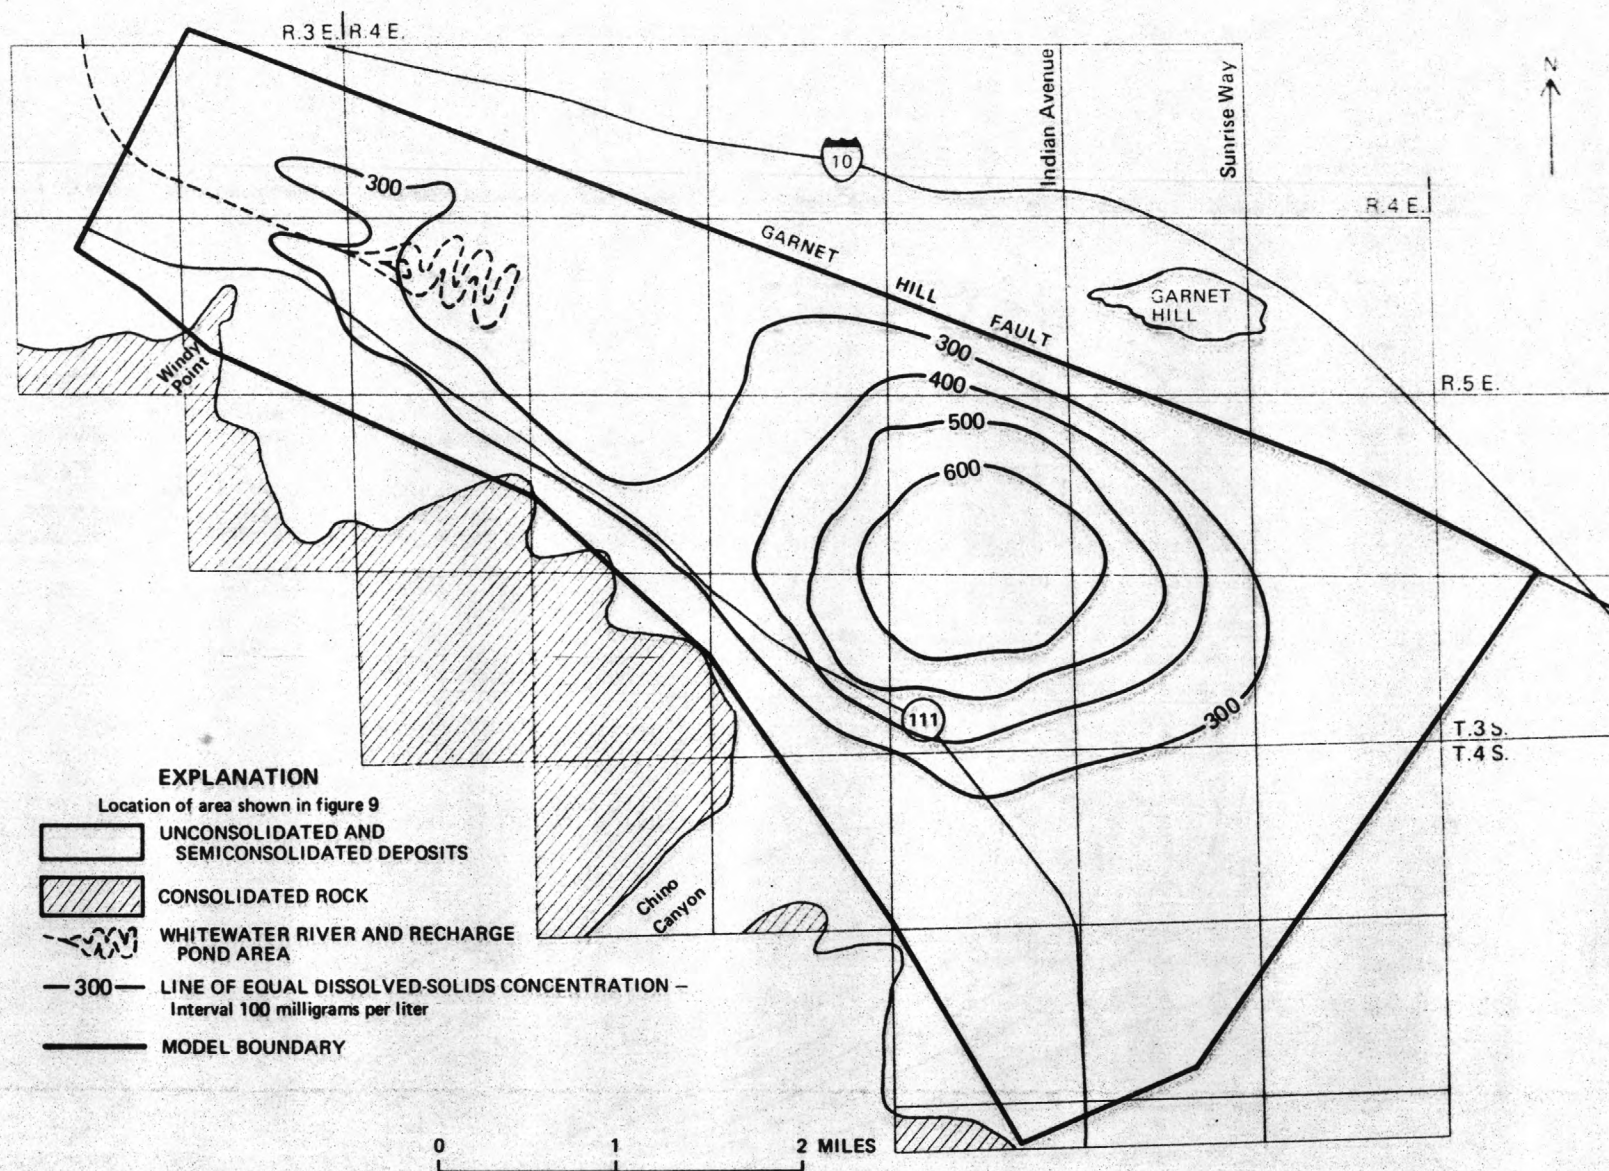 R.3 E. R.4 E.
Indian Avenue
Sunrise Way
N
10
300
R.4 E.
GARNET HILL FAULT
GARNET
HILL
Windy
Point
300
400
R.5 E.
500
600
111
300
T.3 S.
T.4 S.
EXPLANATION
Location of area shown in figure 9
UNCONSOLIDATED AND
SEMICONSOLIDATED DEPOSITS
CONSOLIDATED ROCK
Chino
Canyon
WHITEWATER RIVER AND RECHARGE
POND AREA
300 LINE OF EQUAL DISSOLVED-SOLIDS CONCENTRATION –
Interval 100 milligrams per liter
MODEL BOUNDARY
0 1 2 MILES